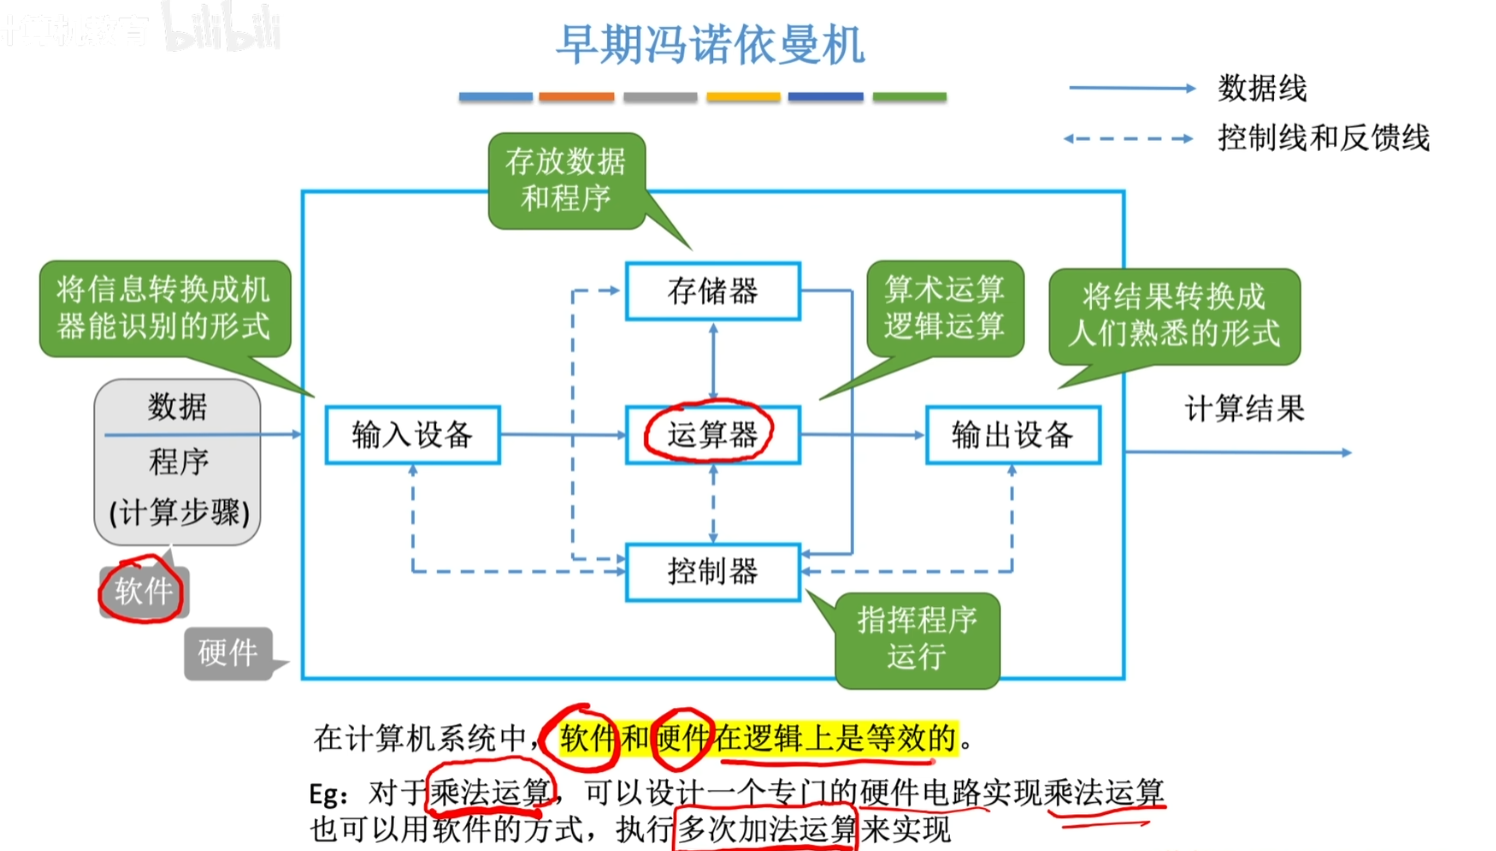 计算机教育 bilibili
早期冯诺依曼机
数据线
控制线和反馈线
存放数据
和程序
将信息转换成机
器能识别的形式
存储器
算术运算
逻辑运算
将结果转换成
人们熟悉的形式
数据
程序
(计算步骤)
输入设备
运算器
输出设备
计算结果
控制器
软件
硬件
指挥程序
运行
在计算机系统中，软件和硬件在逻辑上是等效的。
Eg：对于乘法运算，可以设计一个专门的硬件电路实现乘法运算
也可以用软件的方式，执行多次加法运算来实现